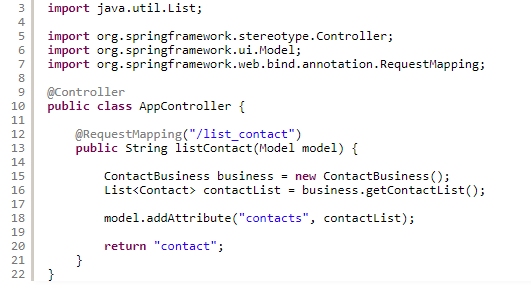 3 import java.util.List;
4
5 import org.springframework.stereotype.Controller;
6 import org.springframework.ui.Model;
7 import org.springframework.web.bind.annotation.RequestMapping;
8
9 @Controller
10 public class AppController {
11
12     @RequestMapping("/list_contact")
13     public String listContact(Model model) {
14
15         ContactBusiness business = new ContactBusiness();
16         List<Contact> contactList = business.getContactList();
17
18         model.addAttribute("contacts", contactList);
19
20         return "contact";
21     }
22 }